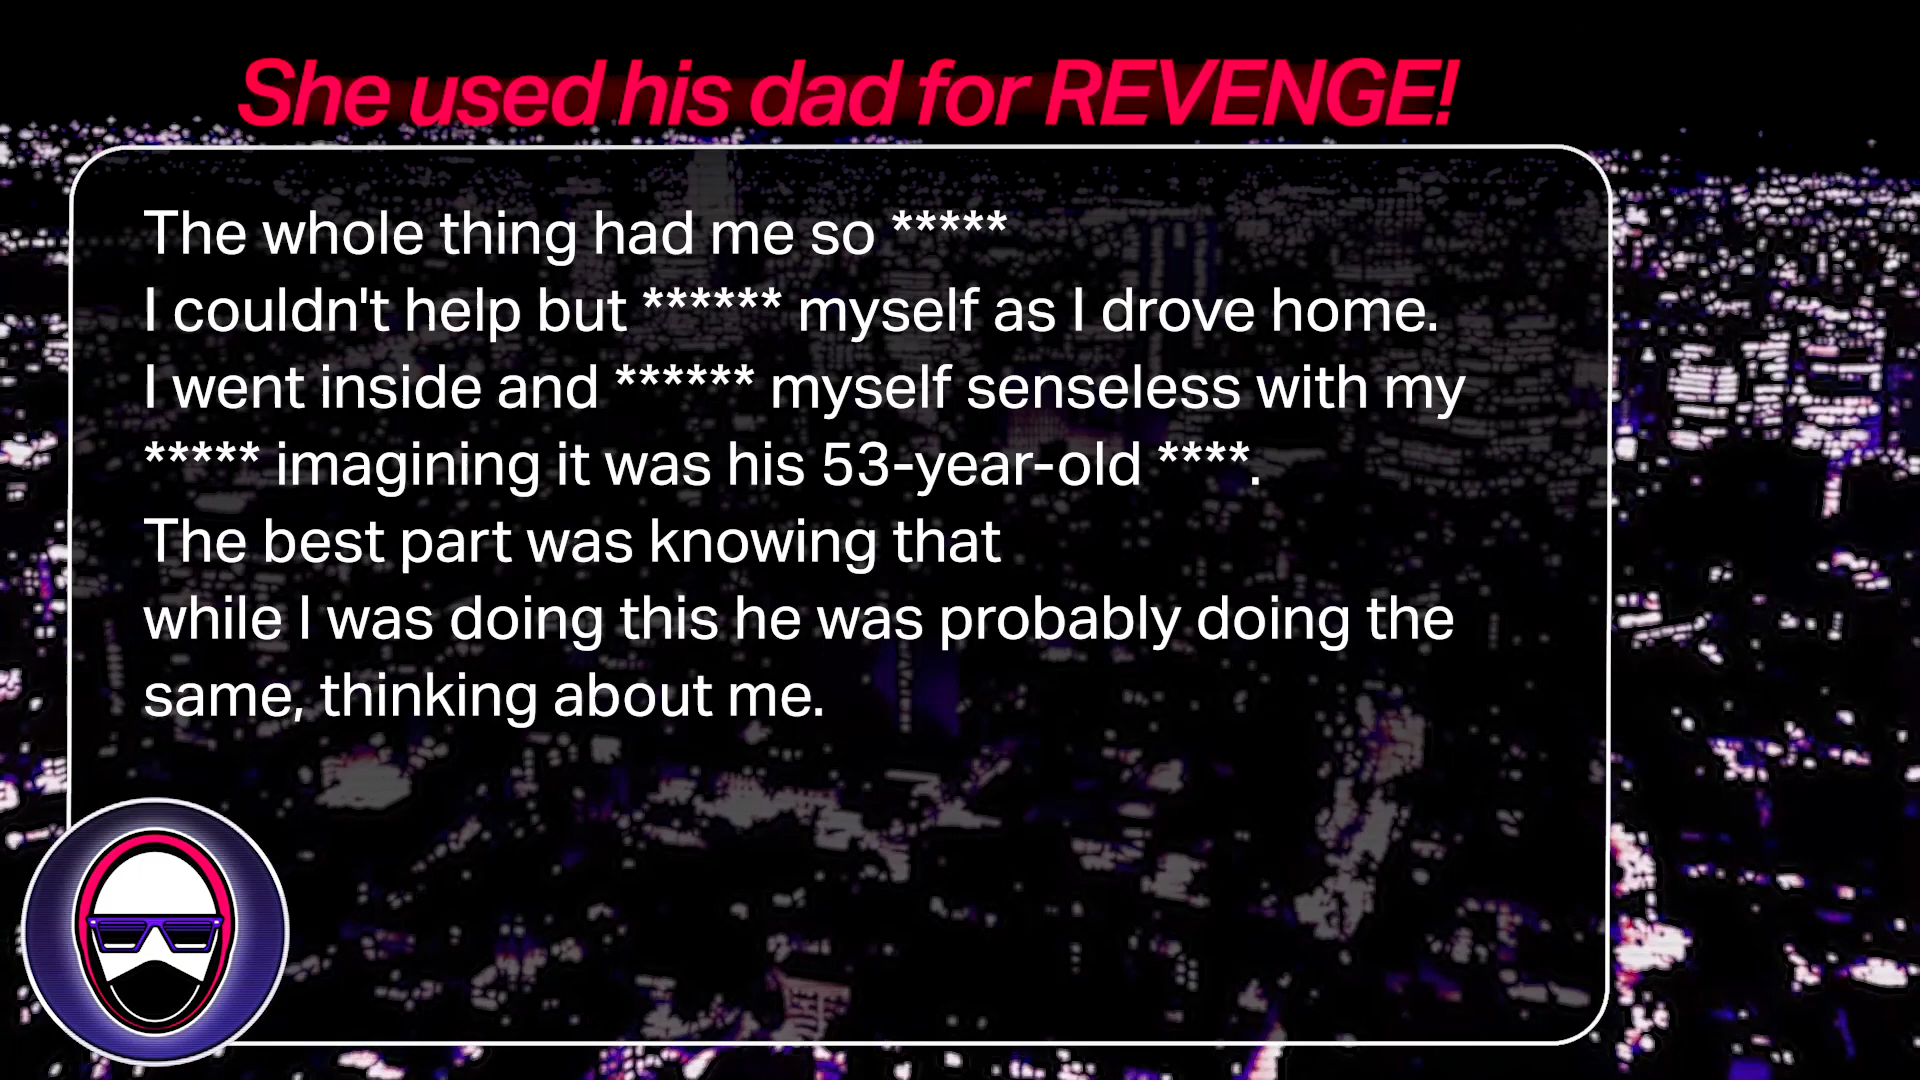 She used his dad for REVENGE!
The whole thing had me so *****
I couldn't help but ****** myself as I drove home.
I went inside and ****** myself senseless with my
***** imagining it was his 53-year-old ****.
The best part was knowing that
while I was doing this he was probably doing the
same, thinking about me.